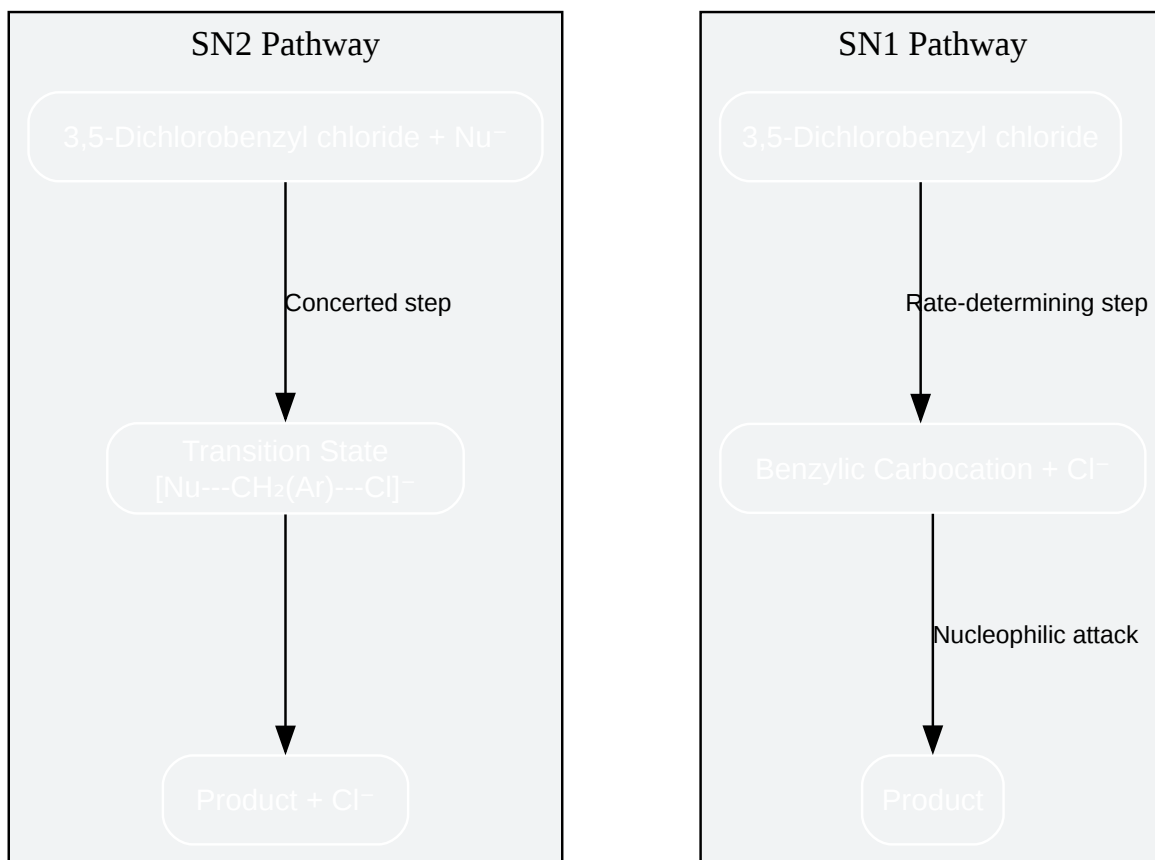 SN2 Pathway
3,5-Dichlorobenzyl chloride + Nu⁻
Concerted step
Transition State
[Nu---CH₂(Ar)---Cl]⁻
Product + Cl⁻
SN1 Pathway
3,5-Dichlorobenzyl chloride
Rate-determining step
Benzylic Carbocation + Cl⁻
Nucleophilic attack
Product